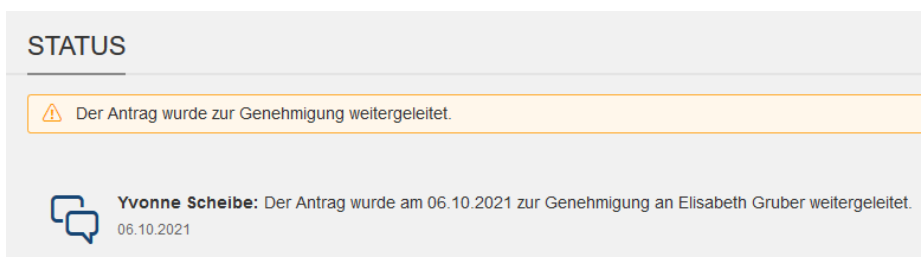 STATUS
Der Antrag wurde zur Genehmigung weitergeleitet.
Yvonne Scheibe: Der Antrag wurde am 06.10.2021 zur Genehmigung an Elisabeth Gruber weitergeleitet.
06.10.2021